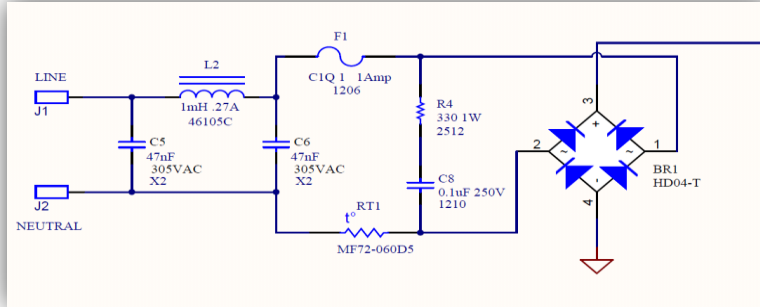 F1
C1Q 1 1Amp
1206
L2
1mH .27A
46105C
LINE
J1
C5
47nF
305VAC
X2
C6
47nF
305VAC
X2
R4
330 1W
2512
C8
0.1uF 250V
1210
3
+
2
~
~
1
-
4
BR1
HD04-T
J2
NEUTRAL
RT1
t°
MF72-060D5